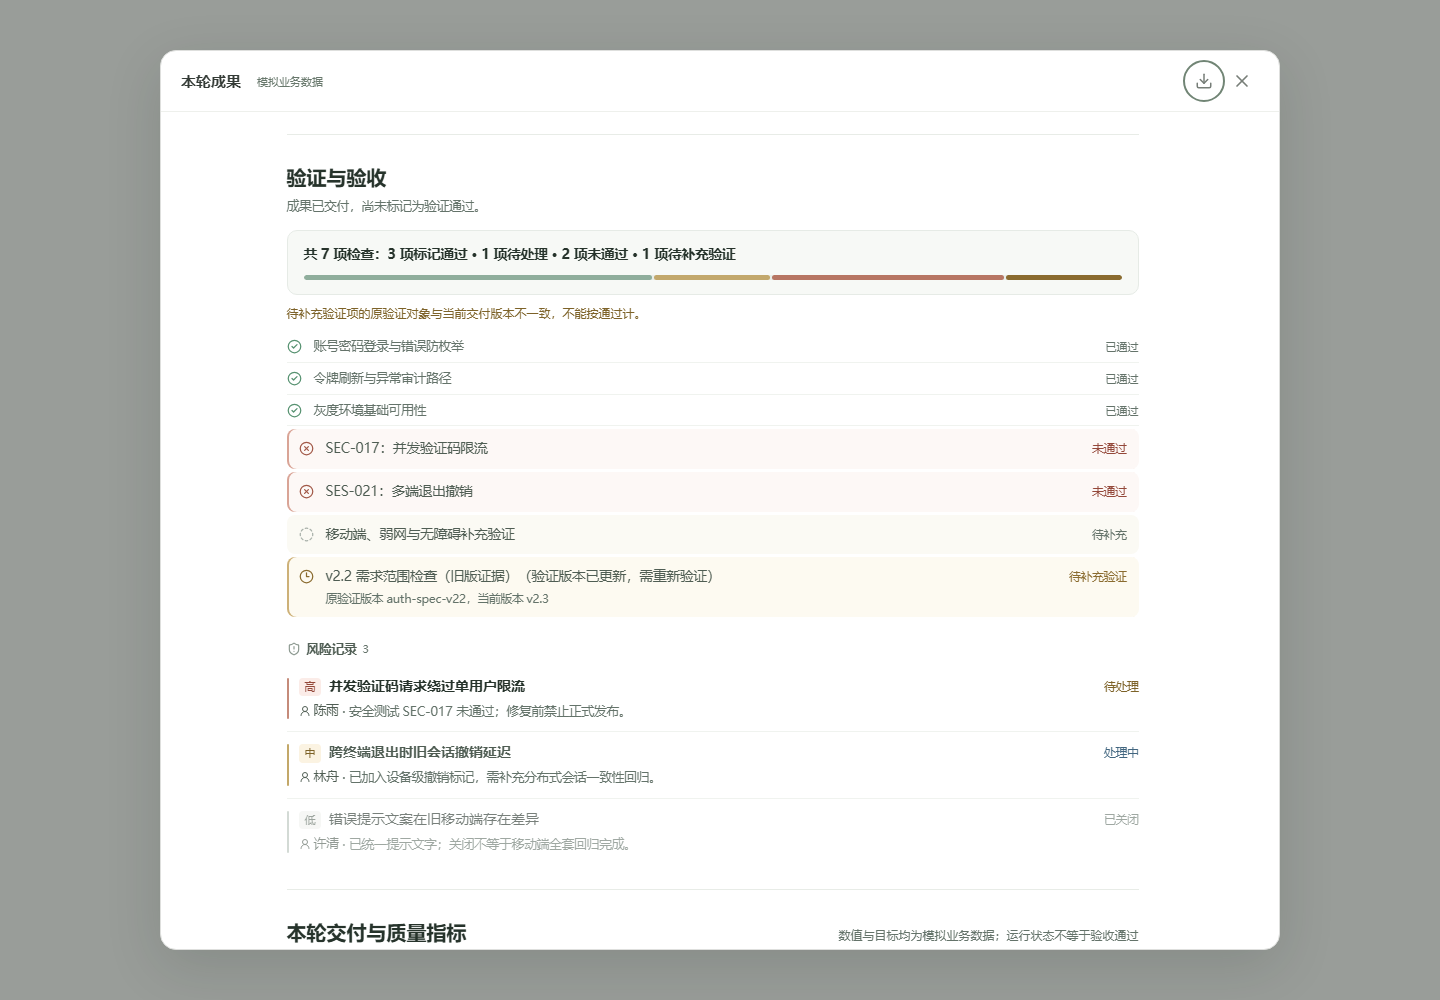 本轮成果 模拟业务数据
验证与验收
成果已交付，尚未标记为验证通过。
共 7 项检查：3 项标记通过 • 1 项待处理 • 2 项未通过 • 1 项待补充验证
待补充验证项的原验证对象与当前交付版本不一致，不能按通过计。
账号密码登录与错误防枚举 已通过
令牌刷新与异常审计路径 已通过
灰度环境基础可用性 已通过
SEC-017：并发验证码限流 未通过
SES-021：多端退出撤销 未通过
移动端、弱网与无障碍补充验证 待补充
v2.2 需求范围检查（旧版证据）（验证版本已更新，需重新验证） 待补充验证
原验证版本 auth-spec-v22，当前版本 v2.3
风险记录 3
高 并发验证码请求绕过单用户限流 待处理
陈雨 · 安全测试 SEC-017 未通过；修复前禁止正式发布。
中 跨终端退出时旧会话撤销延迟 处理中
林舟 · 已加入设备级撤销标记，需补充分布式会话一致性回归。
低 错误提示文案在旧移动端存在差异 已关闭
许清 · 已统一提示文字；关闭不等于移动端全套回归完成。
本轮交付与质量指标 数值与目标均为模拟业务数据；运行状态不等于验收通过